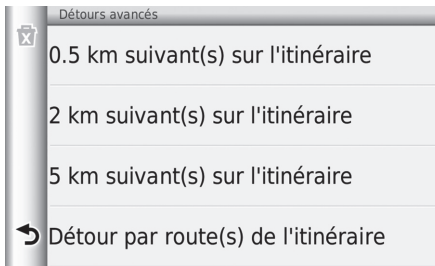 Détours avancés
0.5 km suivant(s) sur l'itinéraire
2 km suivant(s) sur l'itinéraire
5 km suivant(s) sur l'itinéraire
Détour par route(s) de l'itinéraire